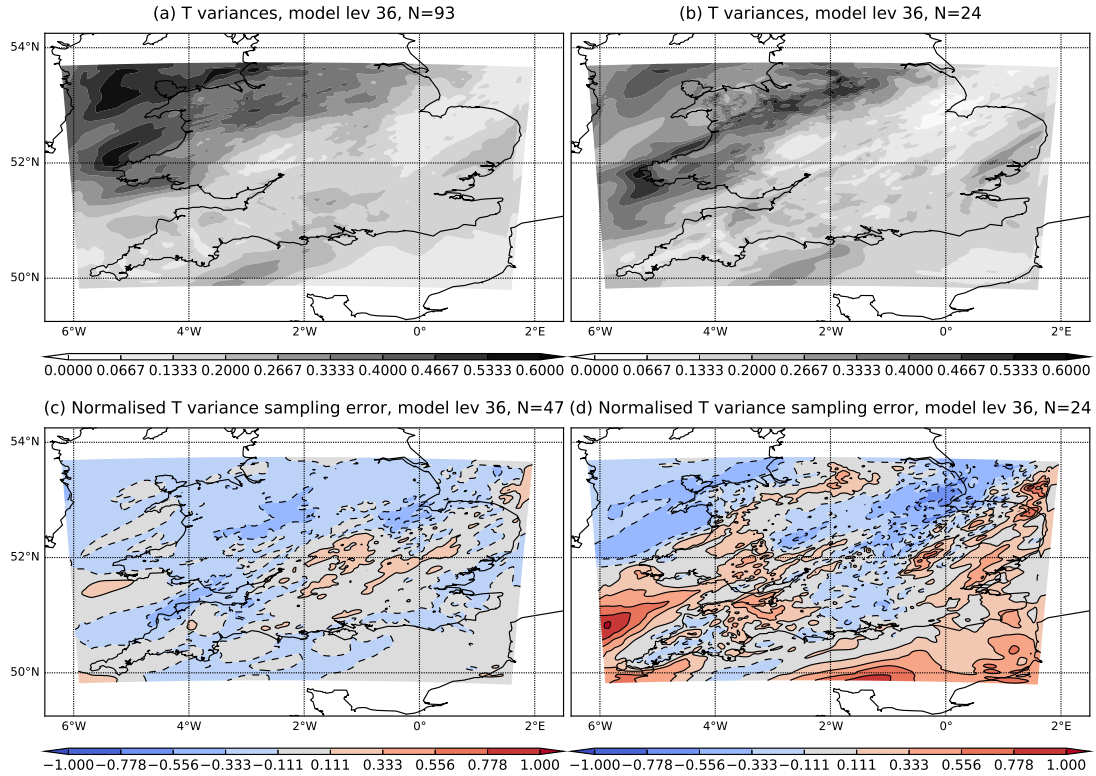 (a) T variances, model lev 36, N=93
(b) T variances, model lev 36, N=24
54°N
52°N
50°N
6°W 4°W 2°W 0° 2°E
6°W 4°W 2°W 0° 2°E
0.0000 0.0667 0.1333 0.2000 0.2667 0.3333 0.4000 0.4667 0.5333 0.6000
0.0000 0.0667 0.1333 0.2000 0.2667 0.3333 0.4000 0.4667 0.5333 0.6000
(c) Normalised T variance sampling error, model lev 36, N=47
(d) Normalised T variance sampling error, model lev 36, N=24
54°N
52°N
50°N
6°W 4°W 2°W 0° 2°E
6°W 4°W 2°W 0° 2°E
−1.000 −0.778 −0.556 −0.333 −0.111 0.111 0.333 0.556 0.778 1.000
−1.000 −0.778 −0.556 −0.333 −0.111 0.111 0.333 0.556 0.778 1.000